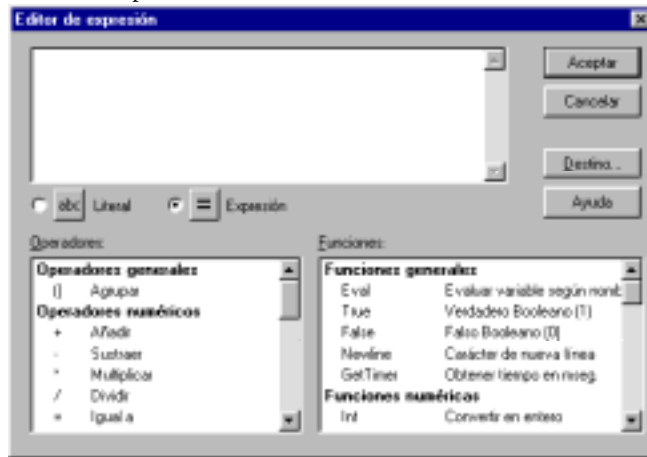 Editor de expresión
Aceptar
Cancelar
Destino...
Ayuda
abc Literal = Expresión
Operadores:
Operadores generales
() Agrupar
Operadores numéricos
+ Añadir
- Sustraer
* Multiplicar
/ Dividir
= Igual a
Funciones:
Funciones generales
Eval Evaluar variable según nomb
True Verdadero Booleano (1)
False Falso Booleano (0)
Newline Carácter de nueva línea
GetTimer Obtener tiempo en mseg.
Funciones numéricas
Int Convertir en entero